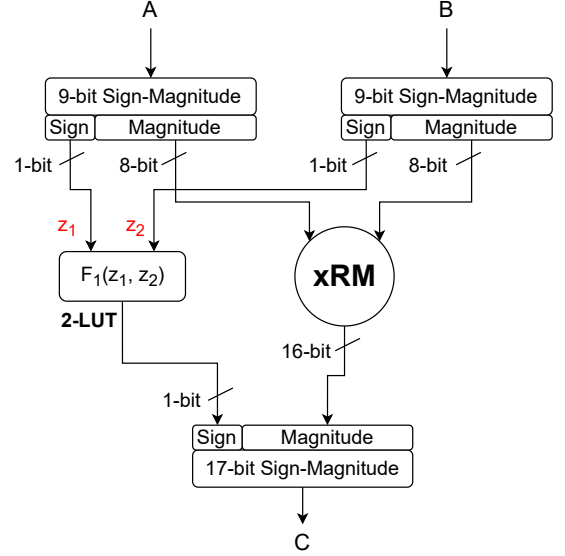 A
B
9-bit Sign-Magnitude
9-bit Sign-Magnitude
Sign
Magnitude
Sign
Magnitude
1-bit
8-bit
1-bit
8-bit
z₁
z₂
F₁(z₁, z₂)
xRM
2-LUT
16-bit
1-bit
Sign
Magnitude
17-bit Sign-Magnitude
C